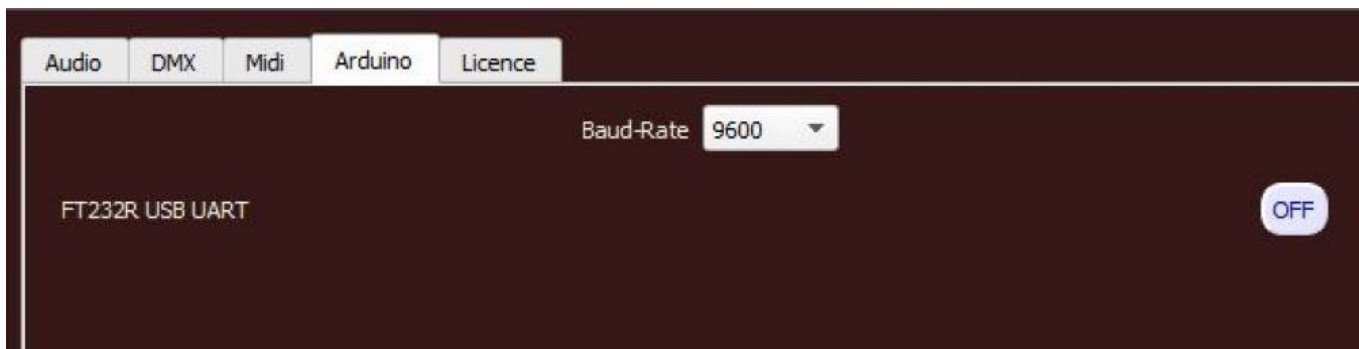 Audio DMX Midi Arduino Licence
Baud-Rate 9600
FT232R USB UART OFF